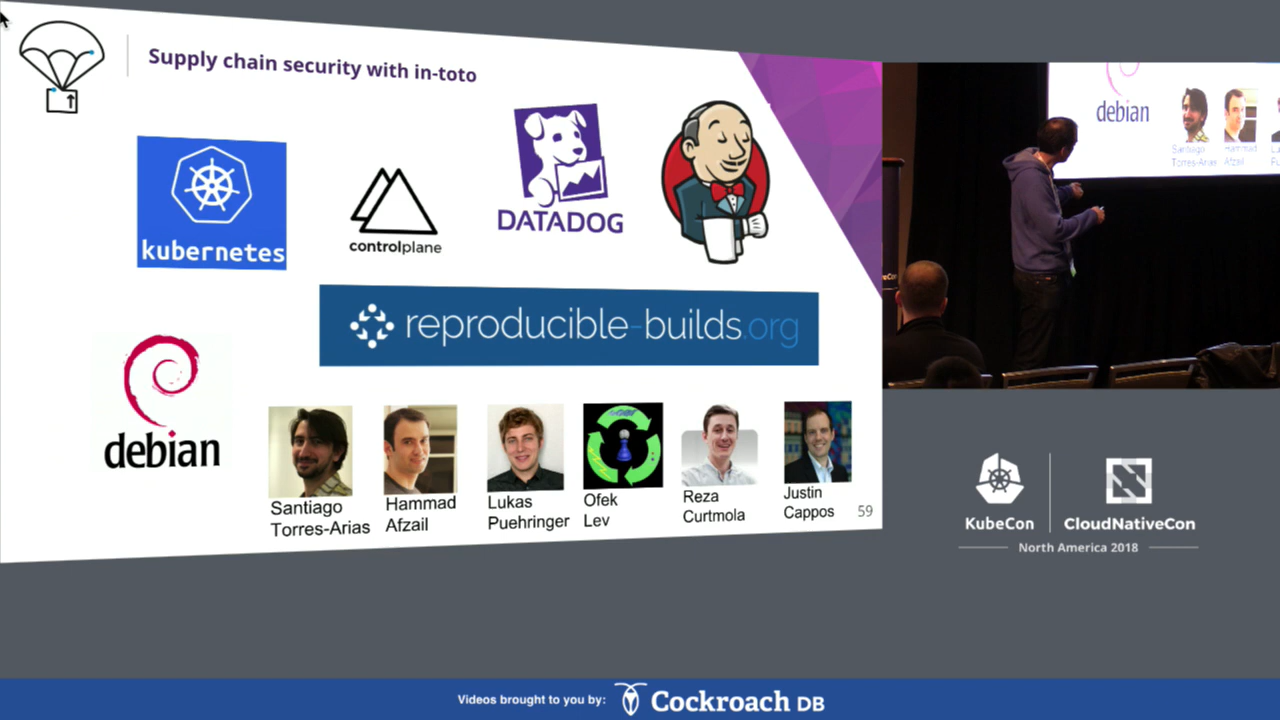 Supply chain security with in-toto
kubernetes
controlplane
DATADOG
reproducible-builds.org
debian
Santiago
Torres-Arias
Hammad
Afzail
Lukas
Puehringer
Ofek
Lev
Reza
Curtmola
Justin
Cappos
59
debian
Santiago
Torres-Arias
Hammad
Afzail
KubeCon
CloudNativeCon
North America 2018
Videos brought to you by:
Cockroach DB